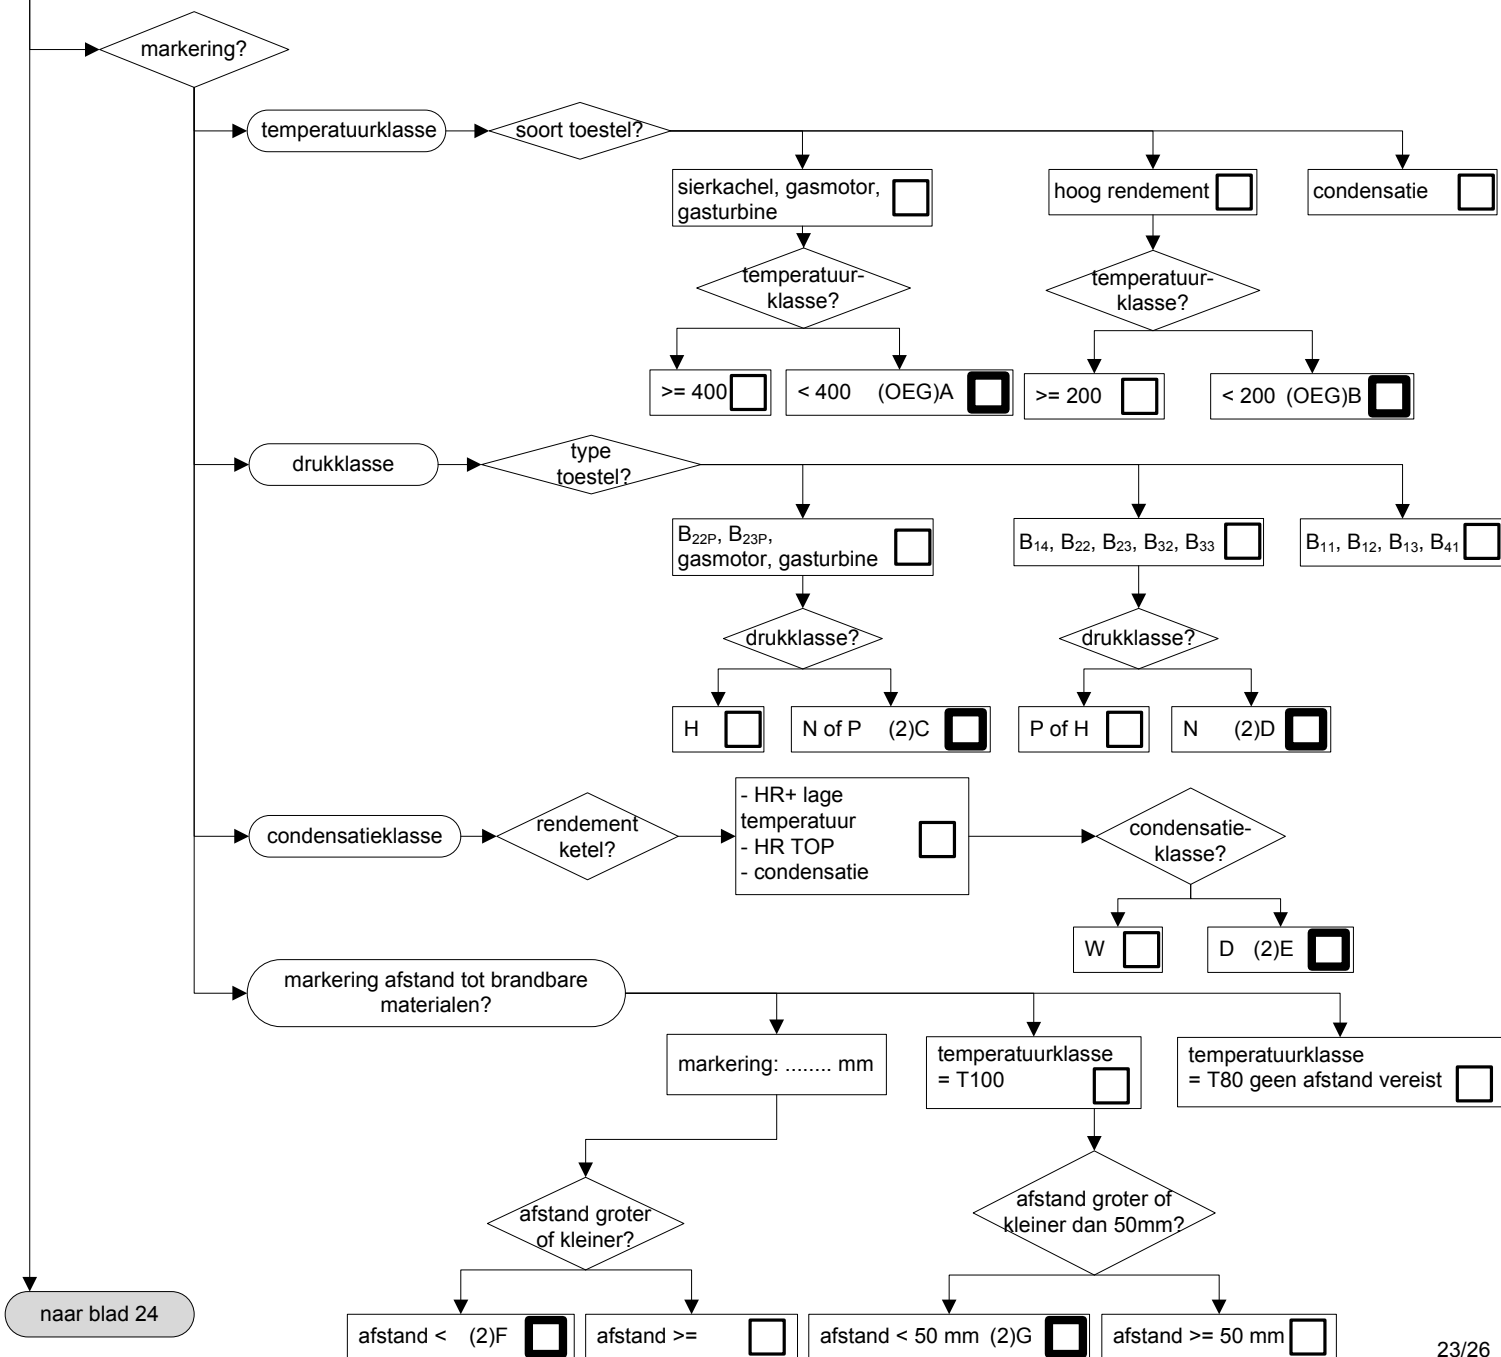 markering?
temperatuurklasse
soort toestel?
sierkachel, gasmotor,
gasturbine
hoog rendement
condensatie
temperatuur-
klasse?
temperatuur-
klasse?
>= 400
< 400 (OEG)A
>= 200
< 200 (OEG)B
drukklasse
type
toestel?
B22P, B23P,
gasmotor, gasturbine
B14, B22, B23, B32, B33
B11, B12, B13, B41
drukklasse?
drukklasse?
H
N of P (2)C
P of H
N (2)D
condensatieklasse
rendement
ketel?
- HR+ lage
temperatuur
- HR TOP
- condensatie
condensatie-
klasse?
W
D (2)E
markering afstand tot brandbare
materialen?
markering: ........ mm
temperatuurklasse
= T100
temperatuurklasse
= T80 geen afstand vereist
afstand groter
of kleiner?
afstand groter of
kleiner dan 50mm?
naar blad 24
afstand < (2)F
afstand >=
afstand < 50 mm (2)G
afstand >= 50 mm
23/26